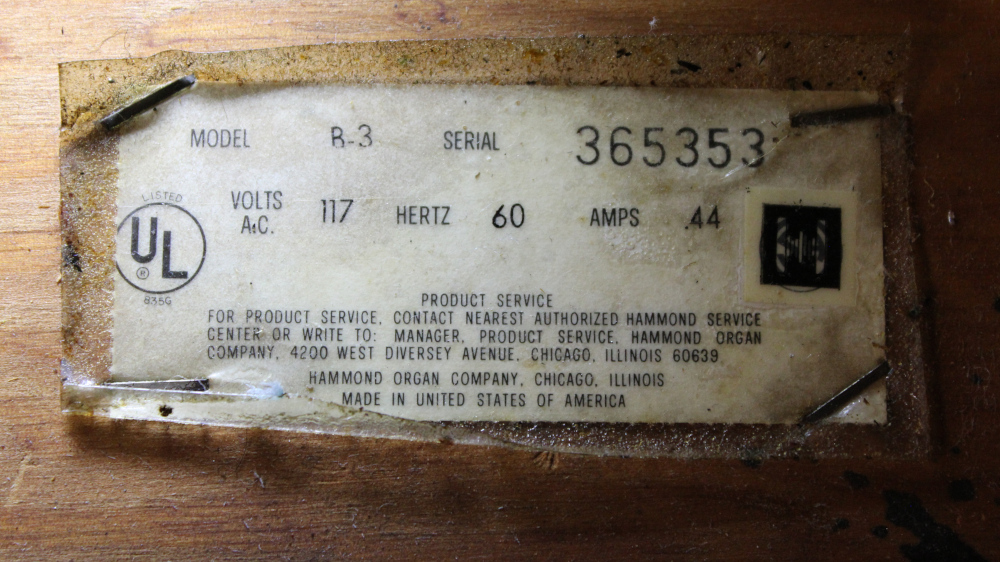 MODEL B-3 SERIAL 365353
LISTED
UL
®
835G
VOLTS A.C. 117 HERTZ 60 AMPS .44
PRODUCT SERVICE
FOR PRODUCT SERVICE, CONTACT NEAREST AUTHORIZED HAMMOND SERVICE
CENTER OR WRITE TO: MANAGER, PRODUCT SERVICE, HAMMOND ORGAN
COMPANY, 4200 WEST DIVERSEY AVENUE, CHICAGO, ILLINOIS 60639
HAMMOND ORGAN COMPANY, CHICAGO, ILLINOIS
MADE IN UNITED STATES OF AMERICA